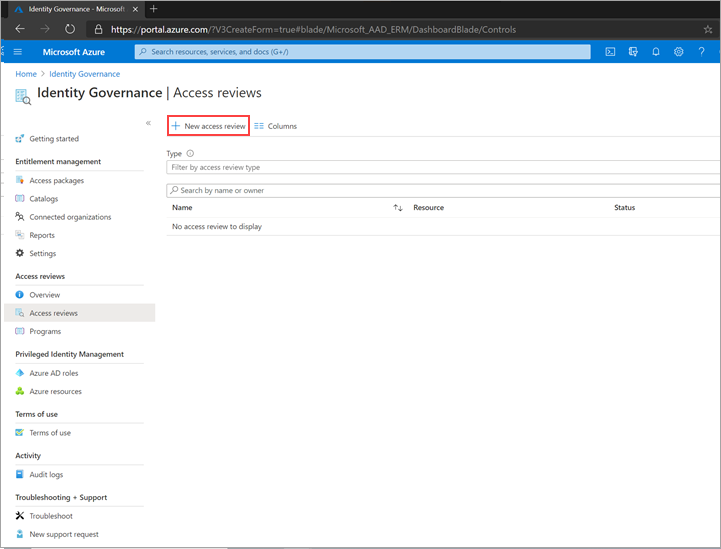 Identity Governance - Microsoft
https://portal.azure.com/?V3CreateForm=true#blade/Microsoft_AAD_ERM/DashboardBlade/Controls
Microsoft Azure
Search resources, services, and docs (G+/)
Home > Identity Governance
Identity Governance | Access reviews
« 
+ New access review
Columns
Getting started
Type
Filter by access review type
Search by name or owner
Name
Resource
Status
No access review to display
Entitlement management
Access packages
Catalogs
Connected organizations
Reports
Settings
Access reviews
Overview
Access reviews
Programs
Privileged Identity Management
Azure AD roles
Azure resources
Terms of use
Terms of use
Activity
Audit logs
Troubleshooting + Support
Troubleshoot
New support request